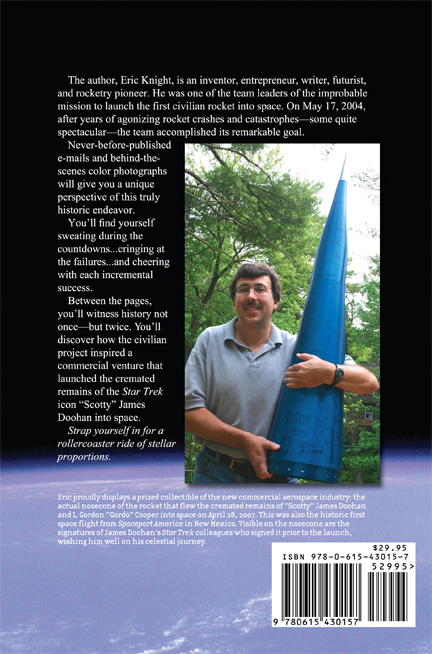 The author, Eric Knight, is an inventor, entrepreneur, writer, futurist,
and rocketry pioneer. He was one of the team leaders of the improbable
mission to launch the first civilian rocket into space. On May 17, 2004,
after years of agonizing rocket crashes and catastrophes—some quite
spectacular—the team accomplished its remarkable goal.
Never-before-published
e-mails and behind-the-
scenes color photographs
will give you a unique
perspective of this truly
historic endeavor.
You'll find yourself
sweating during the
countdowns...cringing at
the failures...and cheering
with each incremental
success.
Between the pages,
you'll witness history not
once—but twice. You'll
discover how the civilian
project inspired a
commercial venture that
launched the cremated
remains of the Star Trek
icon "Scotty" James
Doohan into space.
Strap yourself in for a
rollercoaster ride of stellar
proportions.
Eric proudly displays a prized collectible of the new commercial aerospace industry: the
actual nosecone of the rocket that flew the cremated remains of "Scotty" James Doohan
and L. Gordon "Gordo" Cooper into space on April 28, 2007. This was also the historic first
space flight from Spaceport America in New Mexico. Visible on the nosecone are the
signatures of James Doohan's Star Trek colleagues who signed it prior to the launch,
wishing him well on his celestial journey.
$29.95
ISBN 978-0-615-43015-7
52995>
9 780615 430157